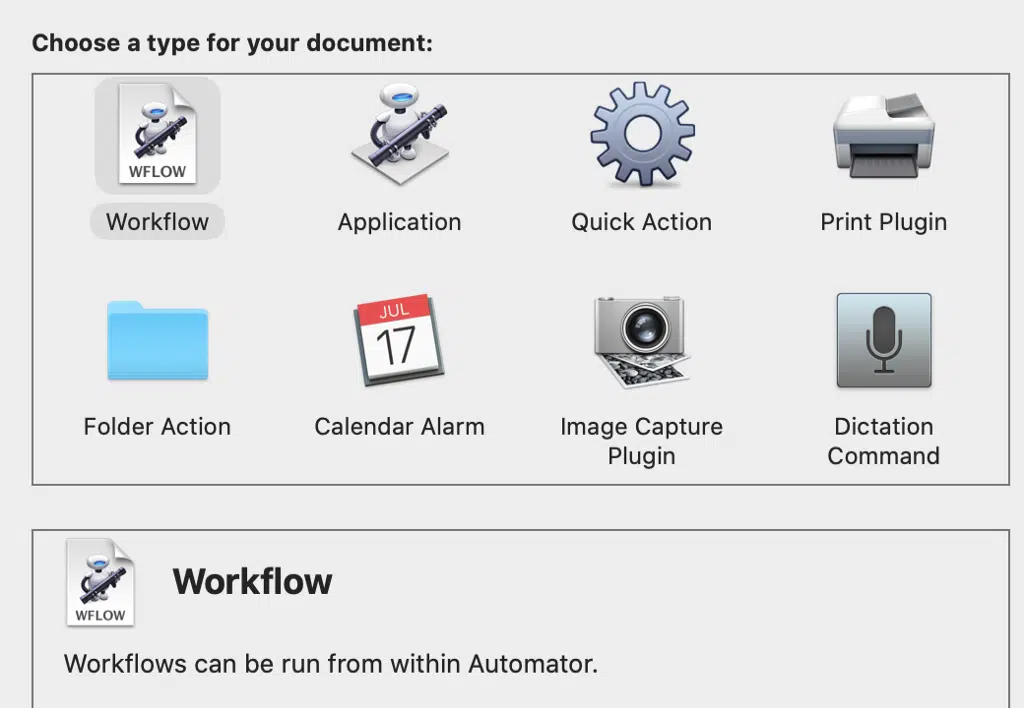 Choose a type for your document:
WFLOW
Workflow
Application
Quick Action
Print Plugin
JUL
17
Folder Action
Calendar Alarm
Image Capture
Plugin
Dictation
Command
WFLOW
Workflow
Workflows can be run from within Automator.